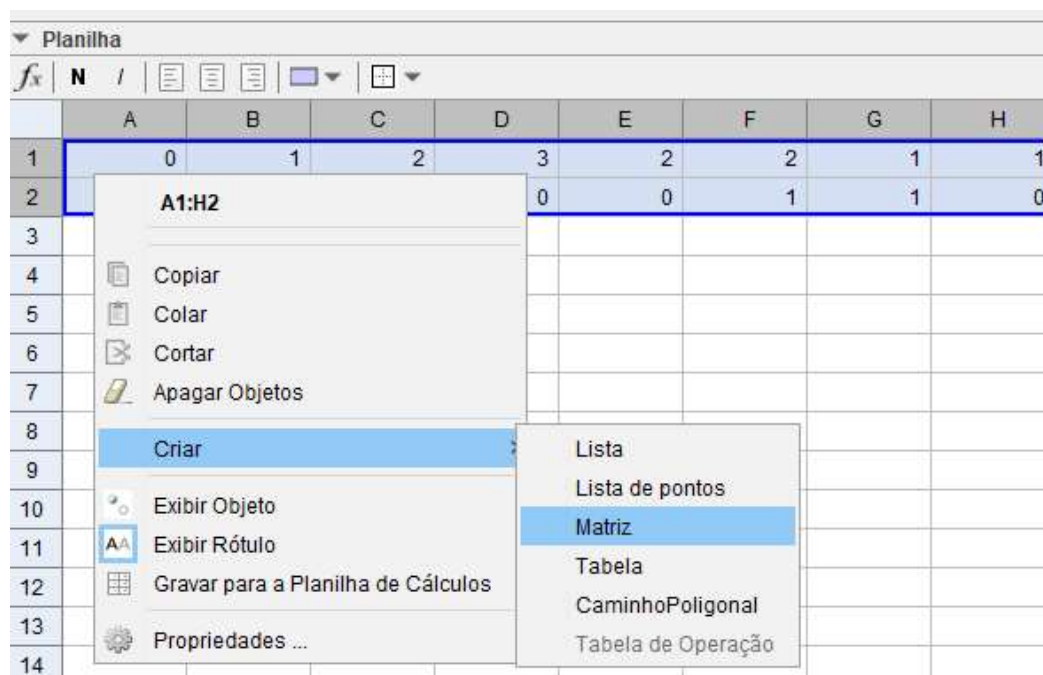 Planilha
fx N I
A B C D E F G H
1 0 1 2 3 2 2 1 1
2 0 0 1 1 0
A1:H2
3
4 Copiar
5 Colar
6 Cortar
7 Apagar Objetos
8 Criar > Lista
9 Lista de pontos
10 Exibir Objeto Matriz
11 AA Exibir Rótulo Tabela
12 Gravar para a Planilha de Cálculos CaminhoPoligonal
13 Propriedades ... Tabela de Operação
14